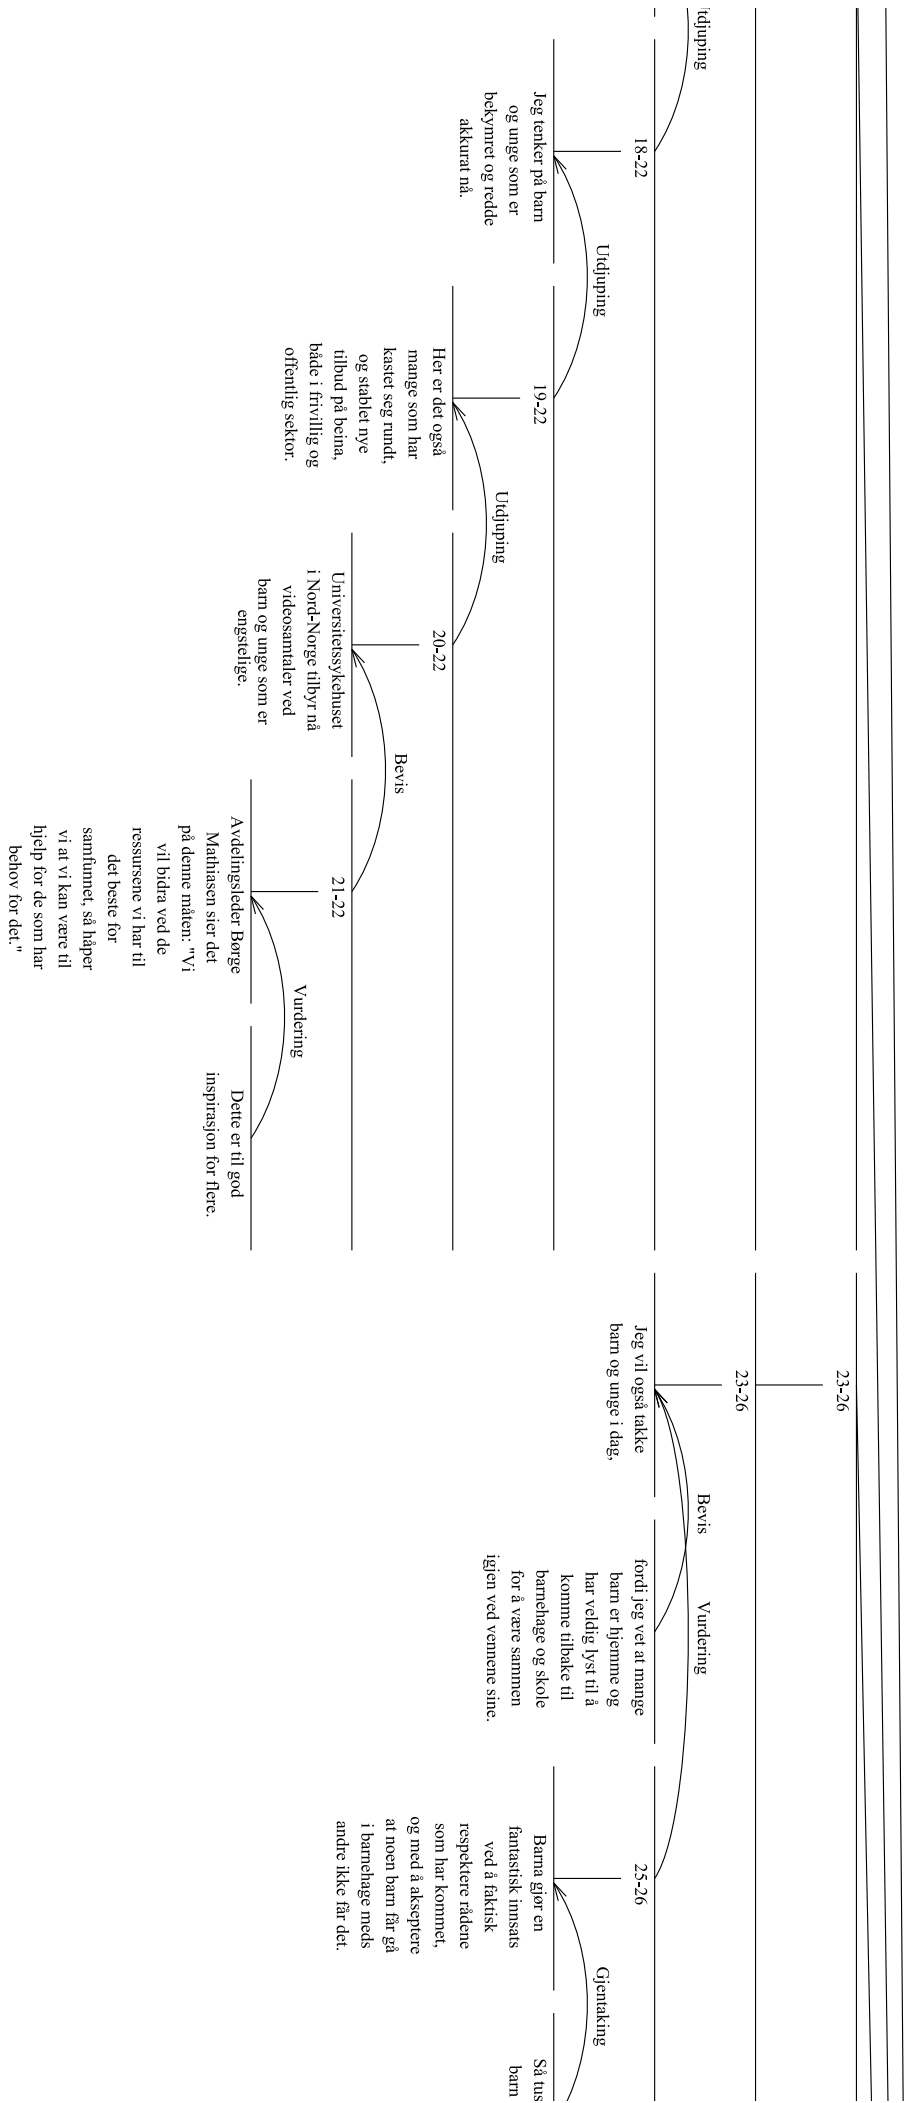 tdjuping
18-22
Jeg tenker på barn
og unge som er
bekymret og redde
akkurat nå.
Utdjuping
19-22
Her er det også
mange som har
kastet seg rundt,
og stablet nye
tilbud på beina,
både i frivillig og
offentlig sektor.
Utdjuping
20-22
Universitetssykehuset
i Nord-Norge tilbyr nå
videosamtaler ved
barn og unge som er
engstelige.
Bevis
21-22
Avdelingsleder Børge
Mathiasen sier det
på denne måten: "Vi
vil bidra ved de
ressursene vi har til
det beste for
samfunnet, så håper
vi at vi kan være til
hjelp for de som har
behov for det."
Vurdering
Dette er til god
inspirasjon for flere.
23-26
23-26
Jeg vil også takke
barn og unge i dag,
Bevis
fordi jeg vet at mange
barn er hjemme og
har veldig lyst til å
komme tilbake til
barnehage og skole
for å være sammen
igjen ved vennene sine.
Vurdering
25-26
Barna gjør en
fantastisk innsats
ved å faktisk
respektere rådene
som har kommet,
og med å akseptere
at noen barn får gå
i barnehage meds
andre ikke får det.
Gjentaking
Så tus
barn